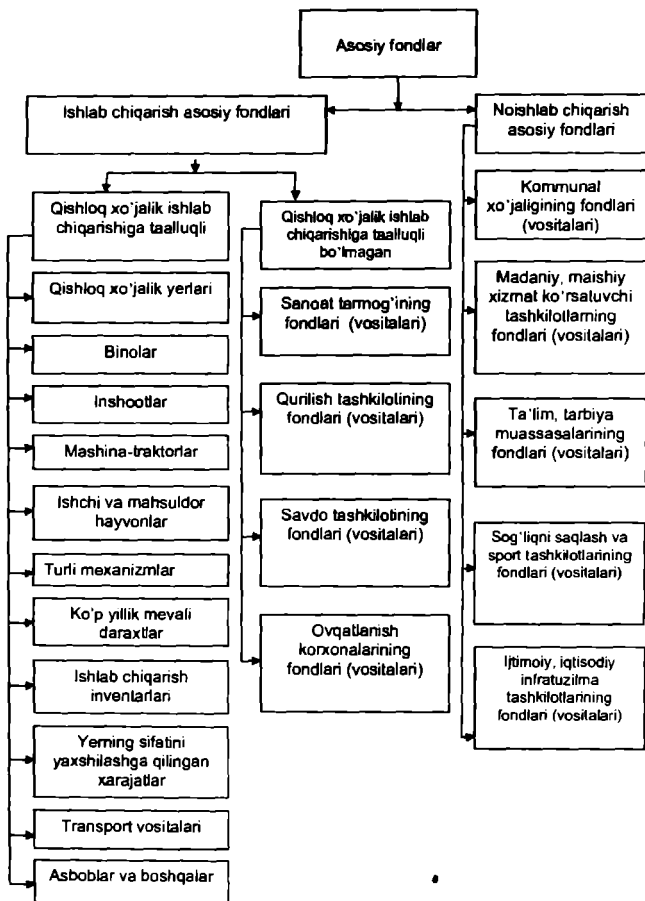 Asosiy fondlar
Ishlab chiqarish asosiy fondlari
Noishlab chiqarish
asosiy fondlari
Qishloq xo'jalik ishlab
chiqarishiga taalluqli
Qishloq xo'jalik yerlari
Binolar
Inshootlar
Mashina-traktorlar
Ishchi va mahsuldor
hayvonlar
Turli mexanizmlar
Ko'p yillik mevali
daraxtlar
Ishlab chiqarish
inventarlari
Yerning sifatini
yaxshilashga qilingan
xarajatlar
Transport vositalari
Asboblar va boshqalar
Qishloq xo'jalik ishlab
chiqarishiga taalluqli
bo'lmagan
Sanoat tarmog'ining
fondlari (vositalari)
Qurilish tashkilotining
fondlari (vositalari)
Savdo tashkilotining
fondlari (vositalari)
Ovqatlanish
korxonalarining
fondlari (vositalari)
Kommunal
xo'jaligining fondlari
(vositalari)
Madaniy, maishiy
xizmat ko'rsatuvchi
tashkilotlarning
fondlari (vositalari)
Ta'lim, tarbiya
muassasalarining
fondlari (vositalari)
Sog'liqni saqlash va
sport tashkilotlarining
fondlari (vositalari)
Ijtimoiy, iqtisodiy
infratuzilma
tashkilotlarining
fondlari (vositalari)